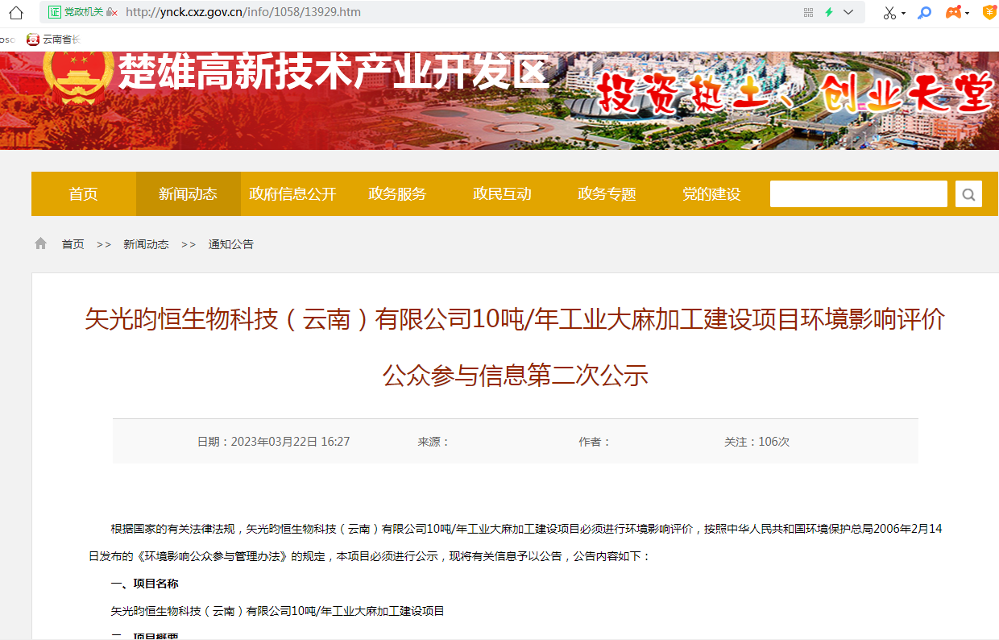 证 党政机关 http://ynck.cxz.gov.cn/info/1058/13929.htm
云南省长
楚雄高新技术产业开发区
投资热土、创业天堂
首页 新闻动态 政府信息公开 政务服务 政民互动 政务专题 党的建设
首页 >> 新闻动态 >> 通知公告
矢光昀恒生物科技（云南）有限公司10吨/年工业大麻加工建设项目环境影响评价
公众参与信息第二次公示
日期：2023年03月22日 16:27 来源： 作者： 关注：106次
根据国家的有关法律法规，矢光昀恒生物科技（云南）有限公司10吨/年工业大麻加工建设项目必须进行环境影响评价，按照中华人民共和国环境保护总局2006年2月14
日发布的《环境影响公众参与管理办法》的规定，本项目必须进行公示，现将有关信息予以公告，公告内容如下：
一、项目名称
矢光昀恒生物科技（云南）有限公司10吨/年工业大麻加工建设项目
二、项目概要